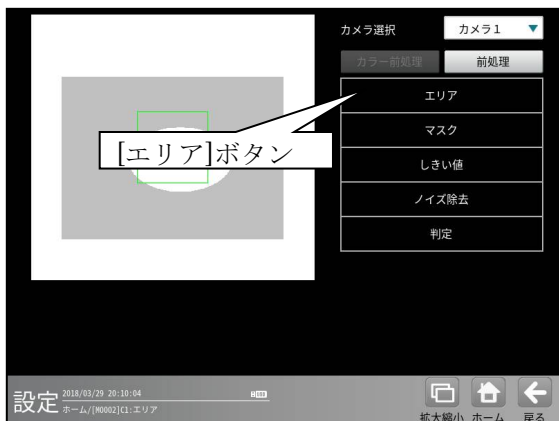 カメラ選択
カメラ1
カラー前処理
前処理
エリア
マスク
しきい値
ノイズ除去
判定
[エリア]ボタン
設定
2018/03/29 20:10:04
ホーム/[M0002]C1:エリア
拡大縮小
ホーム
戻る